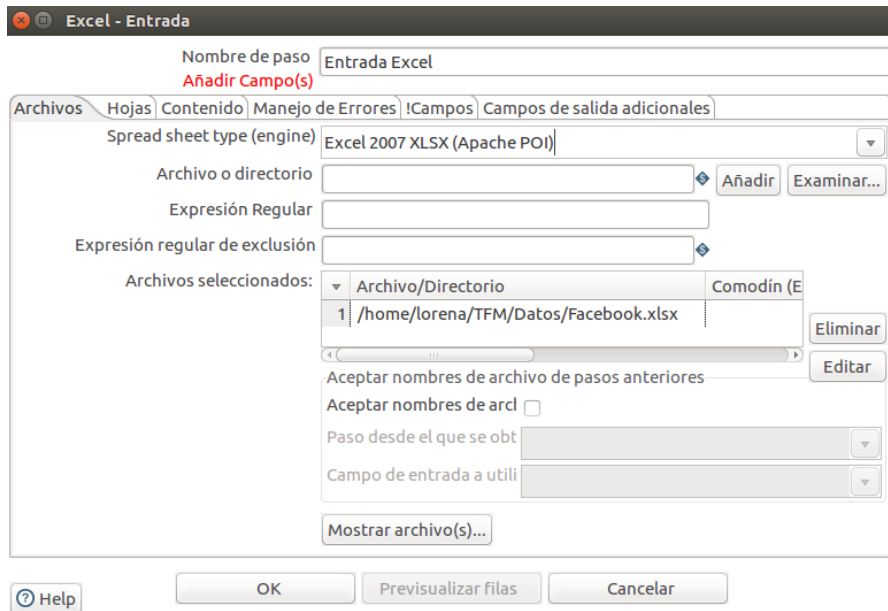 Excel - Entrada
Nombre de paso Entrada Excel
Añadir Campo(s)
Archivos Hojas Contenido Manejo de Errores !Campos Campos de salida adicionales
Spread sheet type (engine) Excel 2007 XLSX (Apache POI)
Archivo o directorio Añadir Examinar...
Expresión Regular
Expresión regular de exclusión
Archivos seleccionados: Archivo/Directorio Comodín (E
1 /home/lorena/TFM/Datos/Facebook.xlsx
Eliminar
Editar
Aceptar nombres de archivo de pasos anteriores
Aceptar nombres de arcl
Paso desde el que se obt
Campo de entrada a utili
Mostrar archivo(s)...
Help OK Previsualizar filas Cancelar